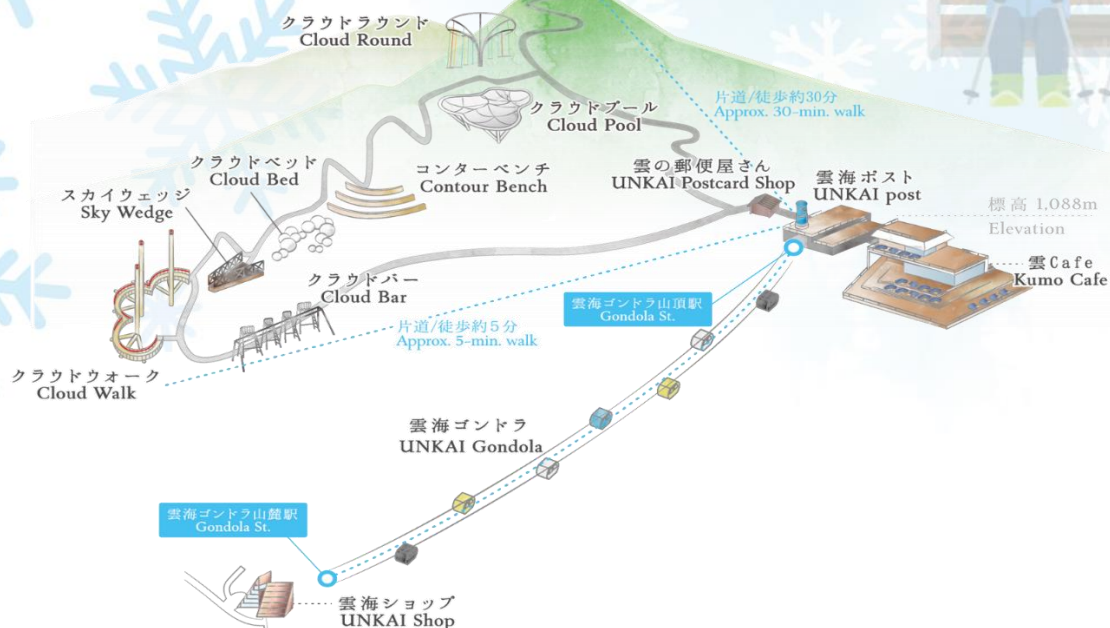 クラウドラウンド
Cloud Round
クラウドプール
Cloud Pool
片道/徒歩約30分
Approx. 30-min. walk
クラウドベッド
Cloud Bed
コンターベンチ
Contour Bench
雲の郵便屋さん
UNKAI Postcard Shop
雲海ポスト
UNKAI post
スカイウェッジ
Sky Wedge
標高 1,088m
Elevation
雲Cafe
Kumo Cafe
クラウドバー
Cloud Bar
雲海ゴンドラ山頂駅
Gondola St.
片道/徒歩約5分
Approx. 5-min. walk
クラウドウォーク
Cloud Walk
雲海ゴンドラ
UNKAI Gondola
雲海ゴンドラ山麓駅
Gondola St.
雲海ショップ
UNKAI Shop